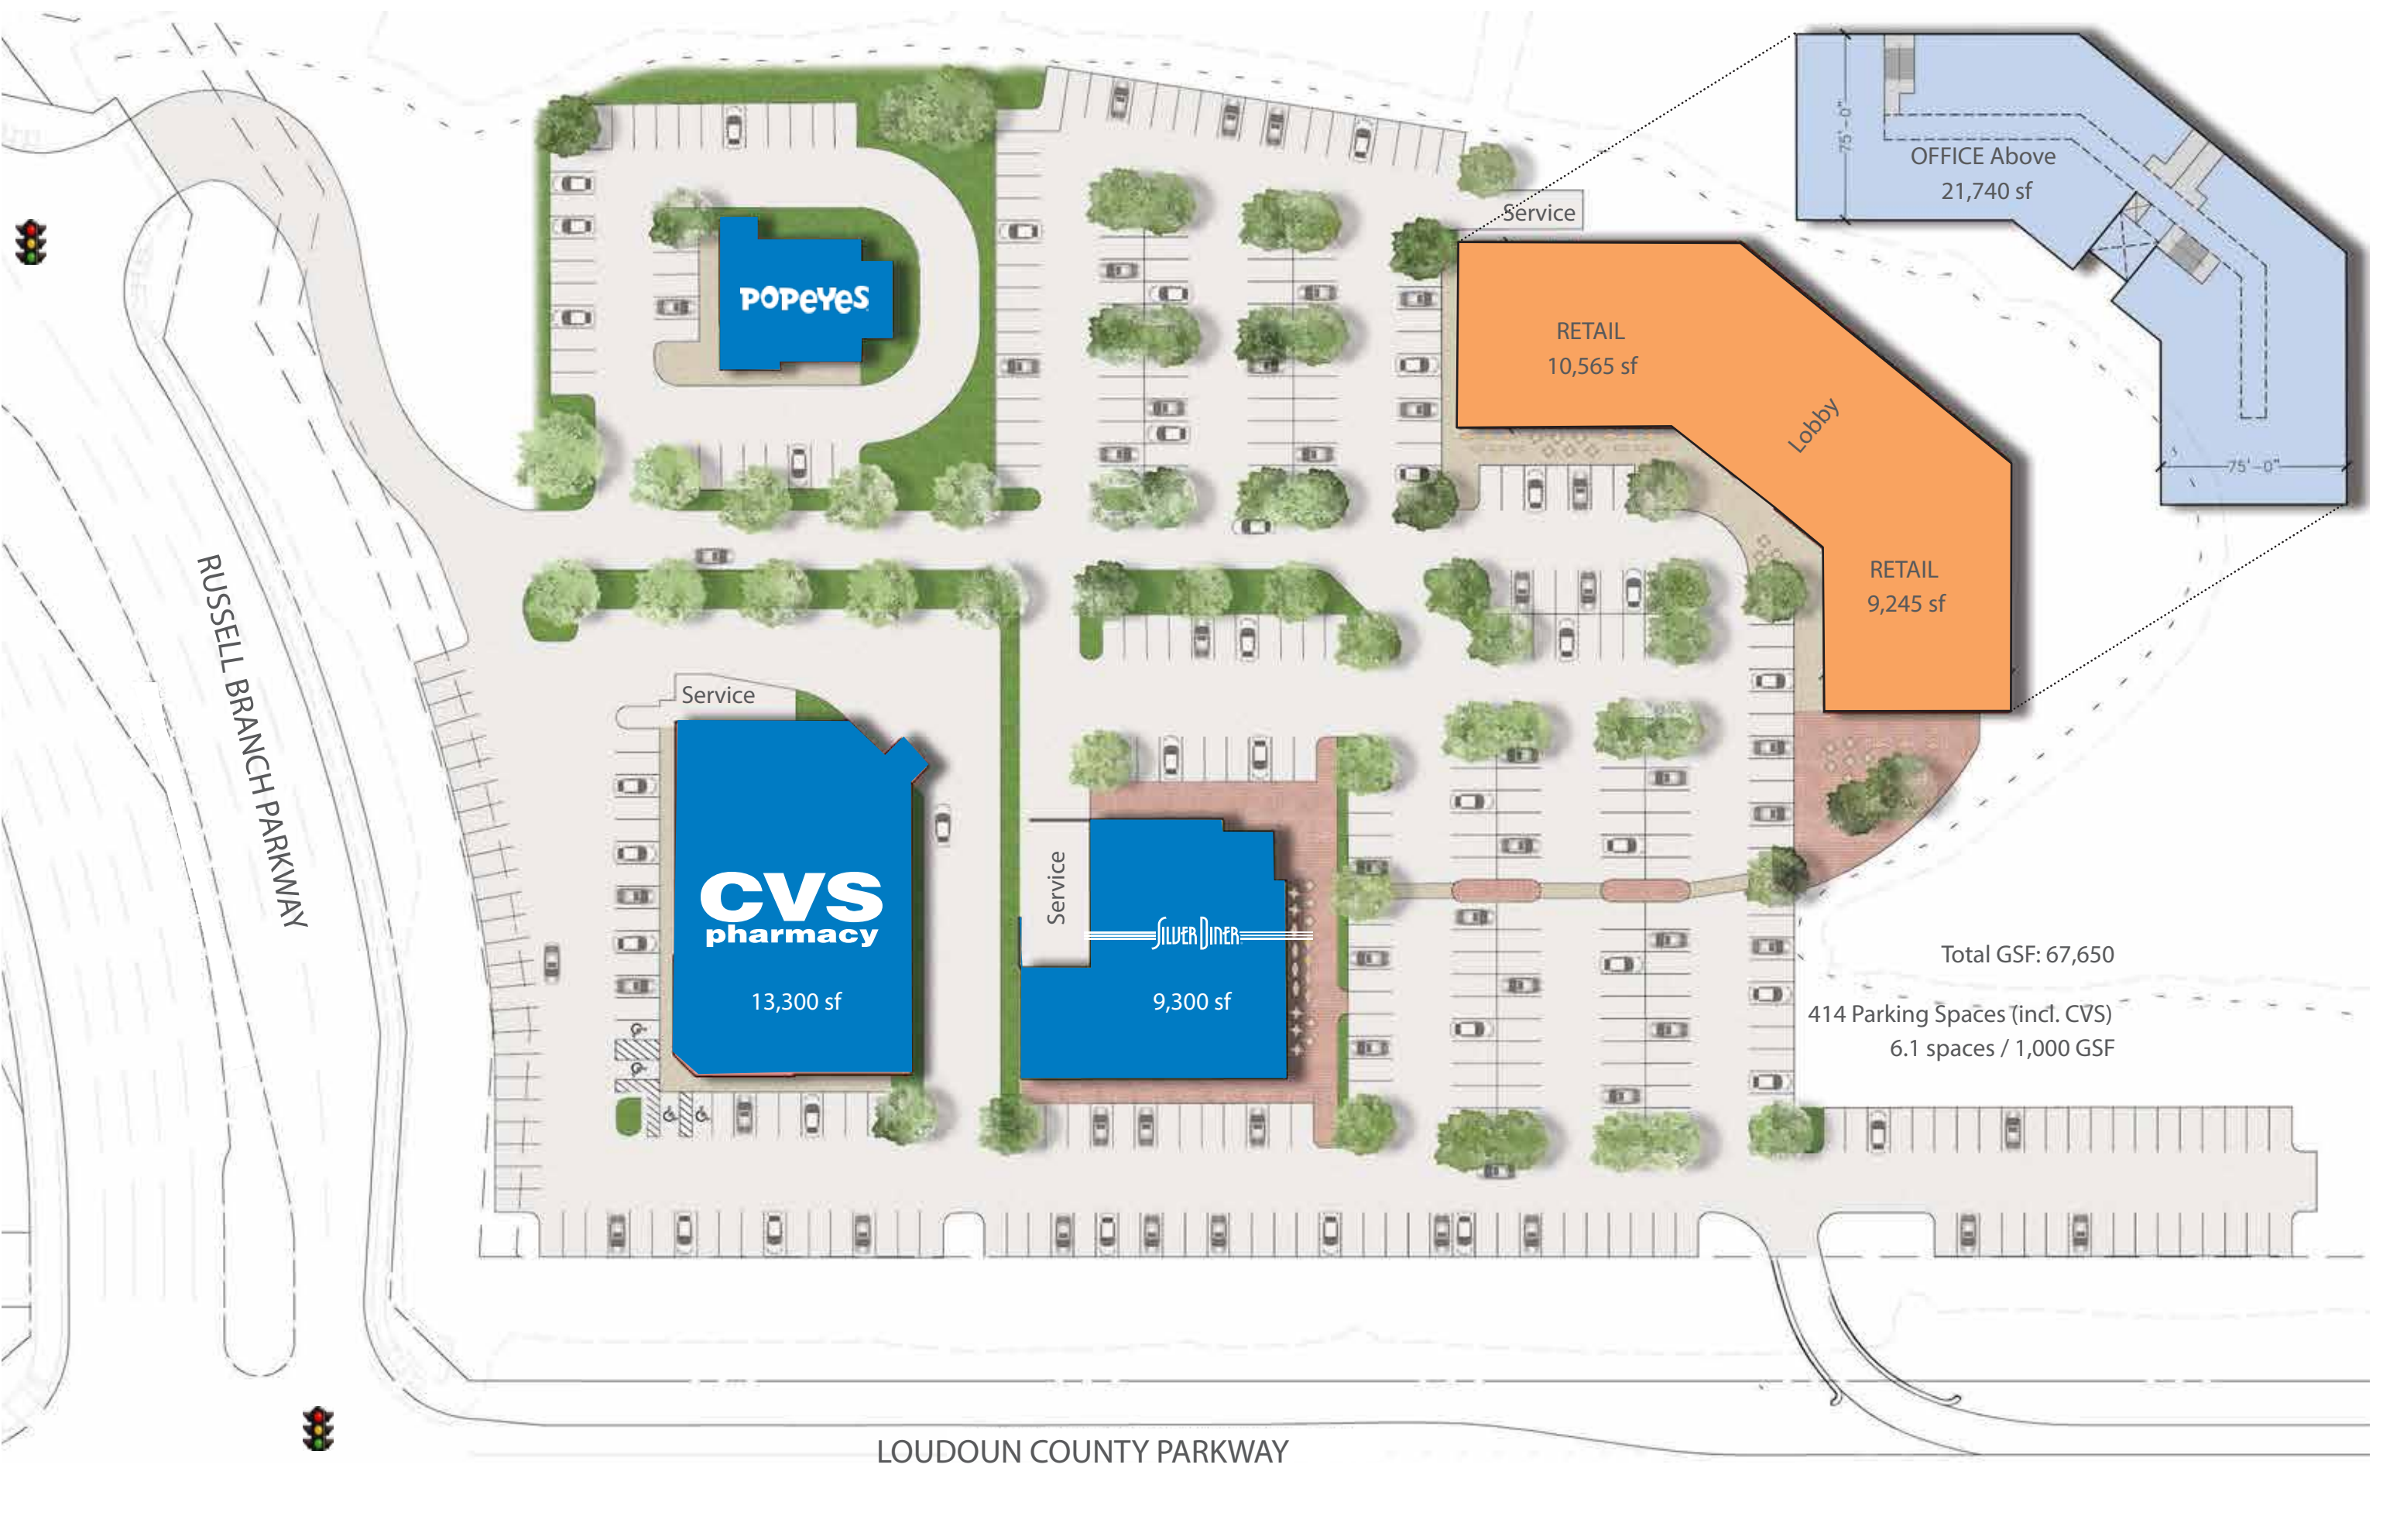 75'-0"
OFFICE Above
21,740 sf
75'-0"
Service
POPEYES
RETAIL
10,565 sf
Lobby
RETAIL
9,245 sf
RUSSELL BRANCH PARKWAY
Service
CVS
pharmacy
13,300 sf
Service
SILVER DINER
9,300 sf
Total GSF: 67,650
414 Parking Spaces (incl. CVS)
6.1 spaces / 1,000 GSF
LOUDOUN COUNTY PARKWAY